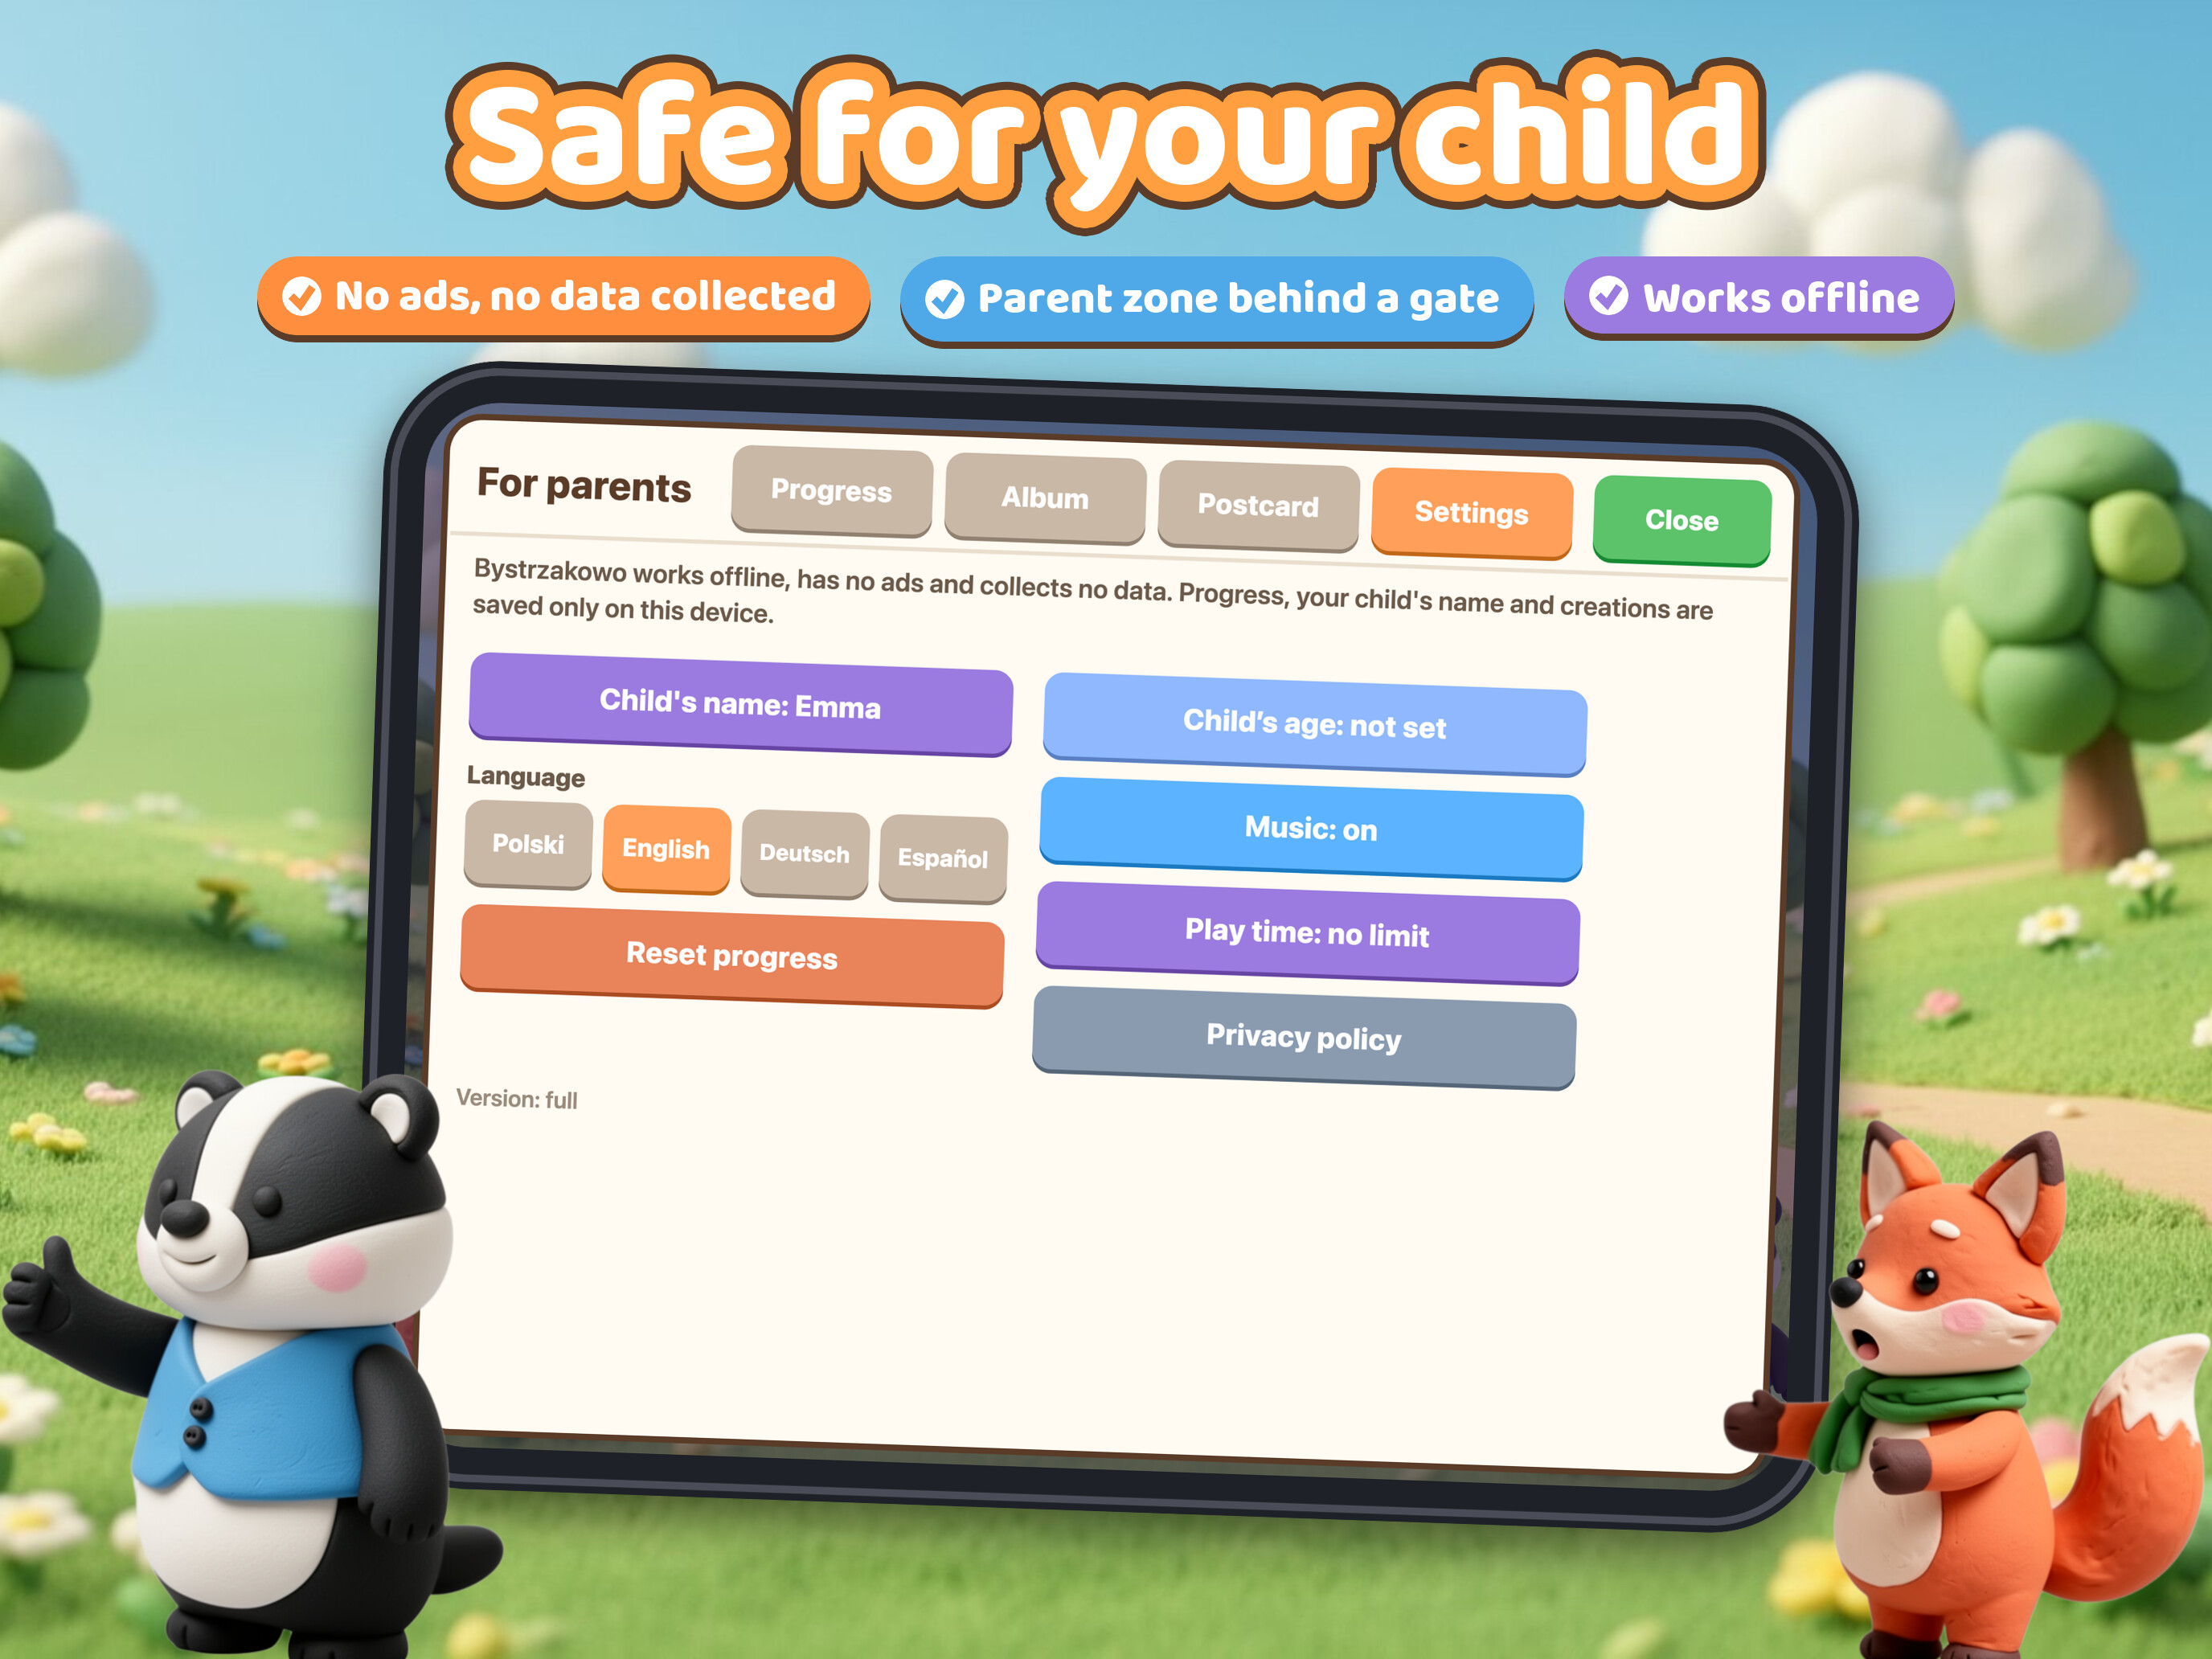 Safe for your child
No ads, no data collected
Parent zone behind a gate
Works offline
For parents
Progress
Album
Postcard
Settings
Close
Bystrzakowo works offline, has no ads and collects no data. Progress, your child's name and creations are
saved only on this device.
Child's name: Emma
Child’s age: not set
Language
Polski
English
Deutsch
Español
Music: on
Reset progress
Play time: no limit
Privacy policy
Version: full